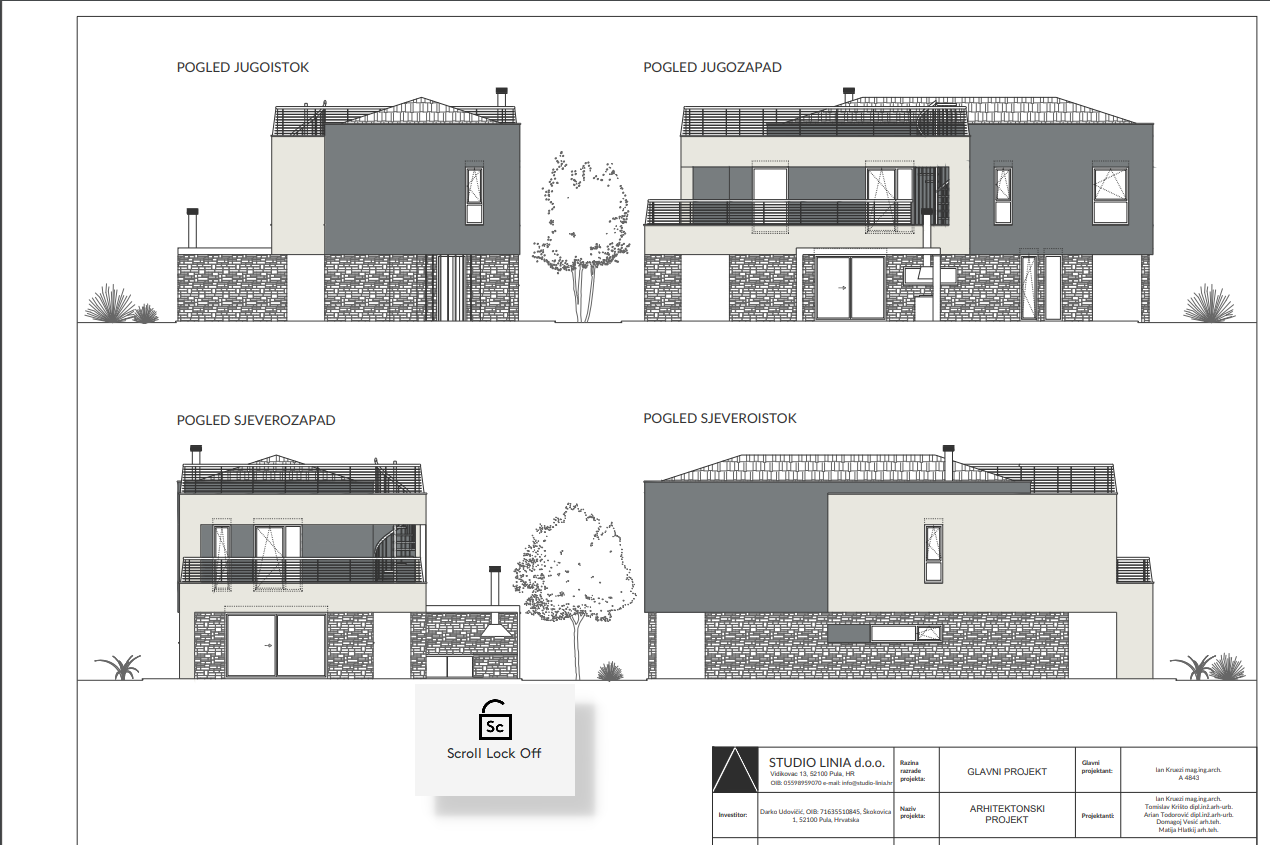 POGLED JUGOISTOK
POGLED JUGOZAPAD
POGLED SJEVEROZAPAD
POGLED SJEVEROISTOK
Sc
Scroll Lock Off
STUDIO LINIA d.o.o.
Vidikovac 13, 52100 Pula, HR
OIB: 05598959070 e-mail: info@studio-linia.hr
Razina
razrade
projekta:
GLAVNI PROJEKT
Glavni
projektant:
Ian Kruezi mag.ing.arch.
A 4843
Investitor:
Darko Udovičić, OIB: 71635510845, Škokovica
1, 52100 Pula, Hrvatska
Naziv
projekta:
ARHITEKTONSKI
PROJEKT
Projektanti:
Ian Kruezi mag.ing.arch.
Tomislav Krišto dipl.inž.arh-urb.
Arian Todorović dipl.inž.arh-urb.
Domagoj Vesić arh.teh.
Matija Hlatkij arh.teh.